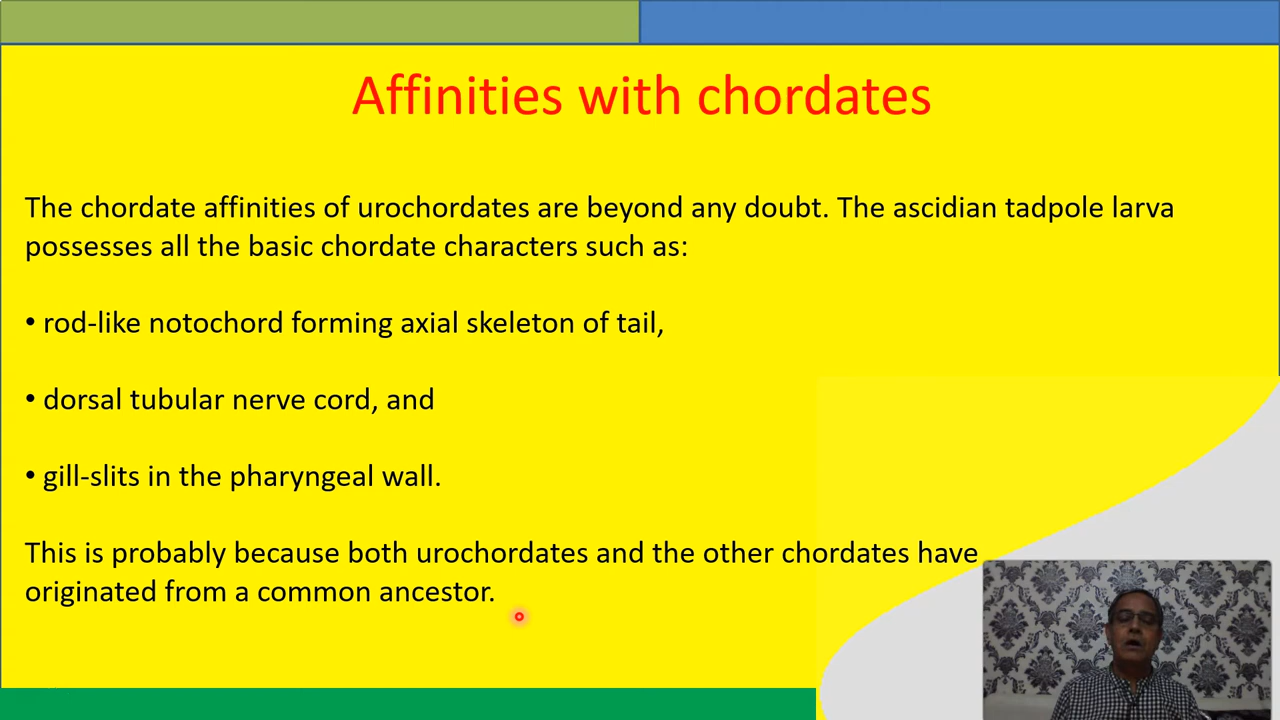 Affinities with chordates
The chordate affinities of urochordates are beyond any doubt. The ascidian tadpole larva
possesses all the basic chordate characters such as:
• rod-like notochord forming axial skeleton of tail,
• dorsal tubular nerve cord, and
• gill-slits in the pharyngeal wall.
This is probably because both urochordates and the other chordates have
originated from a common ancestor.